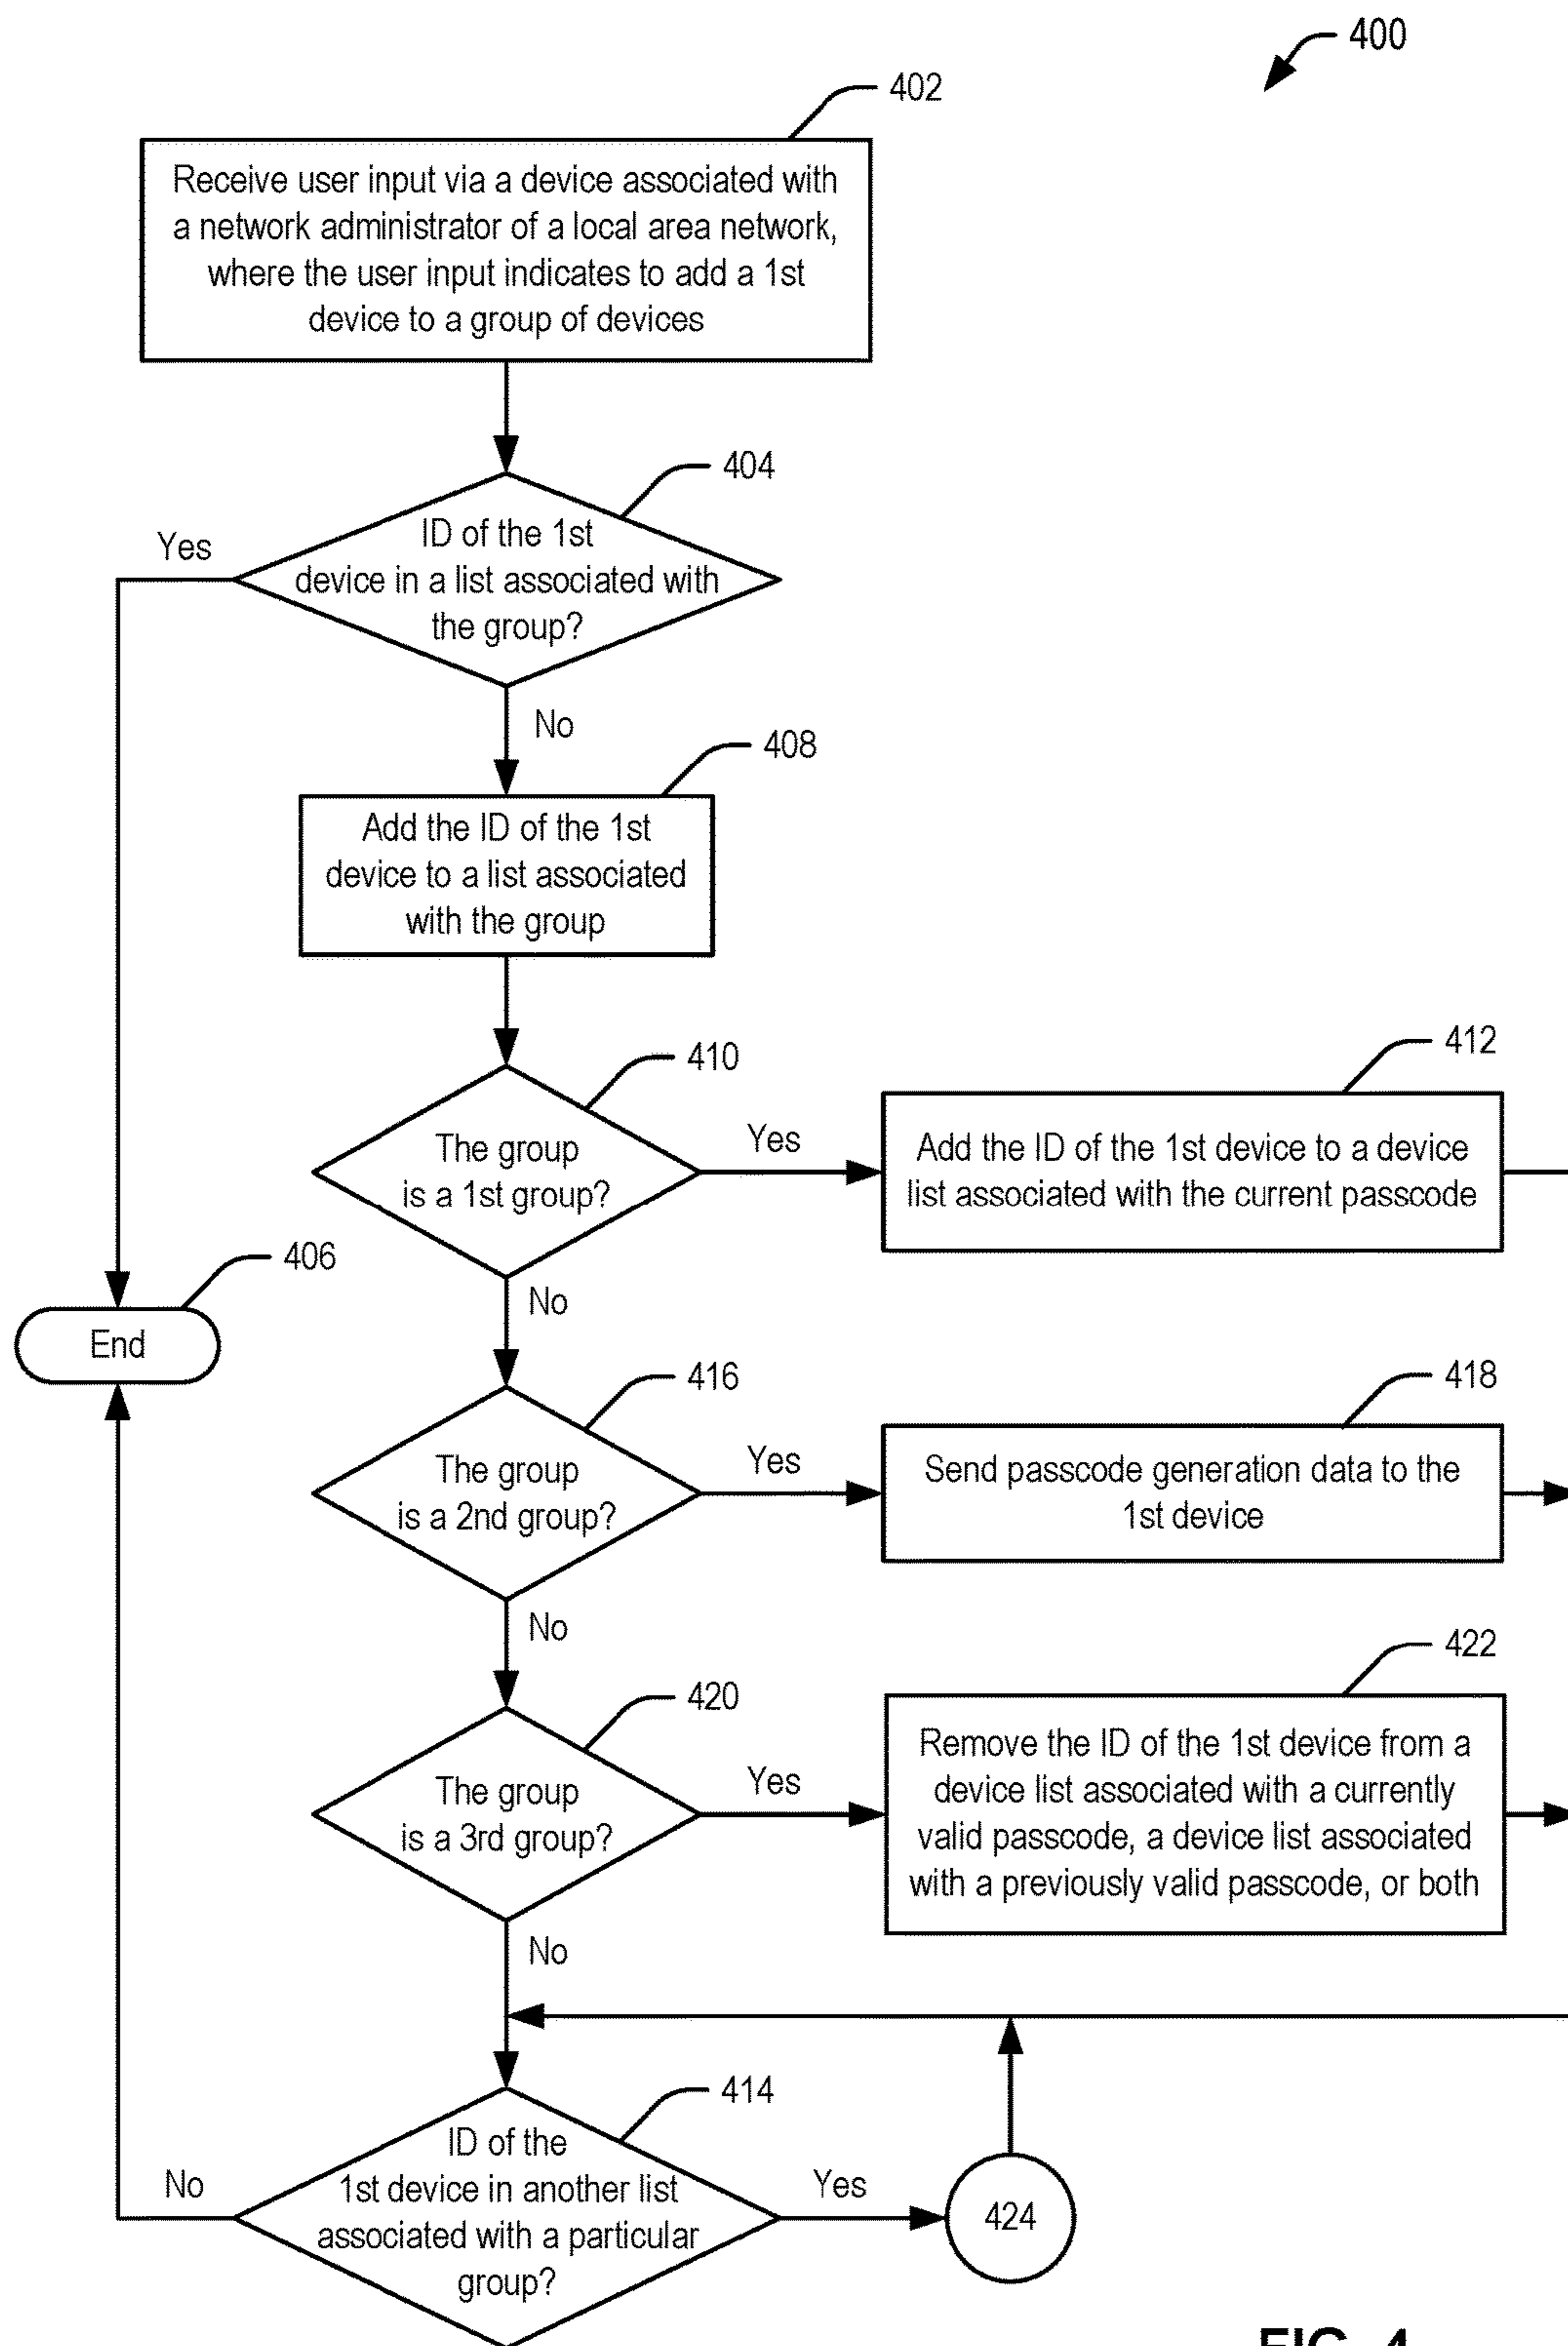 400
402
Receive user input via a device associated with
a network administrator of a local area network,
where the user input indicates to add a 1st
device to a group of devices
404
Yes
ID of the 1st
device in a list associated with
the group?
No
408
Add the ID of the 1st
device to a list associated
with the group
410
The group
is a 1st group?
Yes
412
Add the ID of the 1st device to a device
list associated with the current passcode
406
End
No
416
The group
is a 2nd group?
Yes
418
Send passcode generation data to the
1st device
No
420
The group
is a 3rd group?
Yes
422
Remove the ID of the 1st device from a
device list associated with a currently
valid passcode, a device list associated
with a previously valid passcode, or both
No
414
No
ID of the
1st device in another list
associated with a particular
group?
Yes
424
FIG. 4